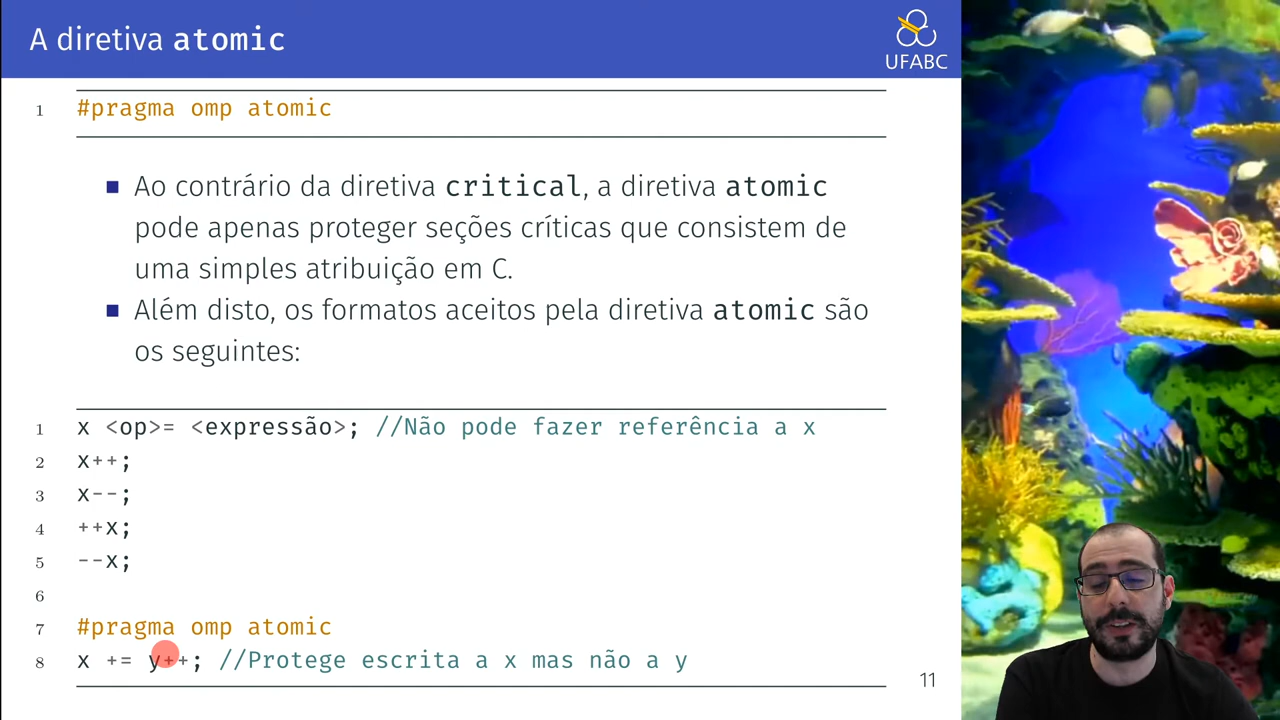 A diretiva atomic
UFABC
1 #pragma omp atomic
■ Ao contrário da diretiva critical, a diretiva atomic
pode apenas proteger seções críticas que consistem de
uma simples atribuição em C.
■ Além disto, os formatos aceitos pela diretiva atomic são
os seguintes:
1 x <op>= <expressão>; //Não pode fazer referência a x
2 x++;
3 x--;
4 ++x;
5 --x;
6
7 #pragma omp atomic
8 x += y++; //Protege escrita a x mas não a y
11